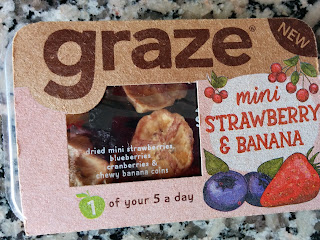 graze
NEW
mini
STRAWBERRY
& BANANA
dried mini strawberries,
blueberries,
cranberries &
chewy banana coins
1 of your 5 a day